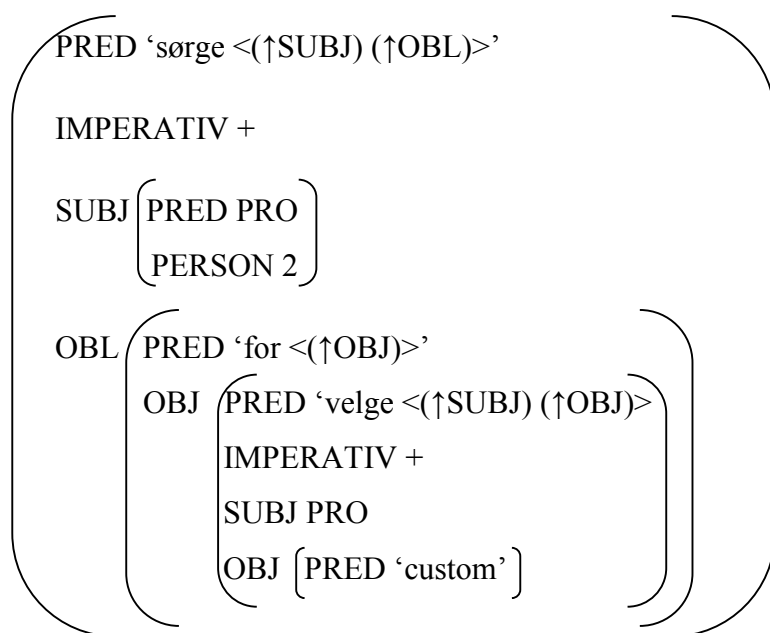 PRED ‘sørge <(↑SUBJ) (↑OBL)>’
IMPERATIV +
SUBJ PRED PRO
PERSON 2
OBL PRED ‘for <(↑OBJ)>’
OBJ PRED ‘velge <(↑SUBJ) (↑OBJ)>
IMPERATIV +
SUBJ PRO
OBJ PRED ‘custom’